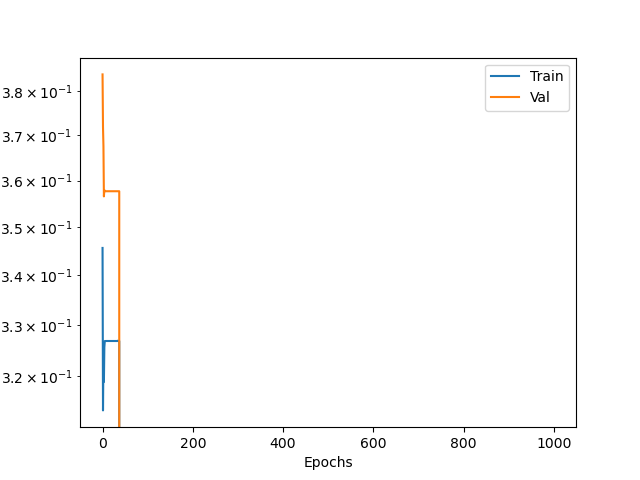 3.8 × 10⁻¹
3.7 × 10⁻¹
3.6 × 10⁻¹
3.5 × 10⁻¹
3.4 × 10⁻¹
3.3 × 10⁻¹
3.2 × 10⁻¹
Train
Val
0 200 400 600 800 1000
Epochs